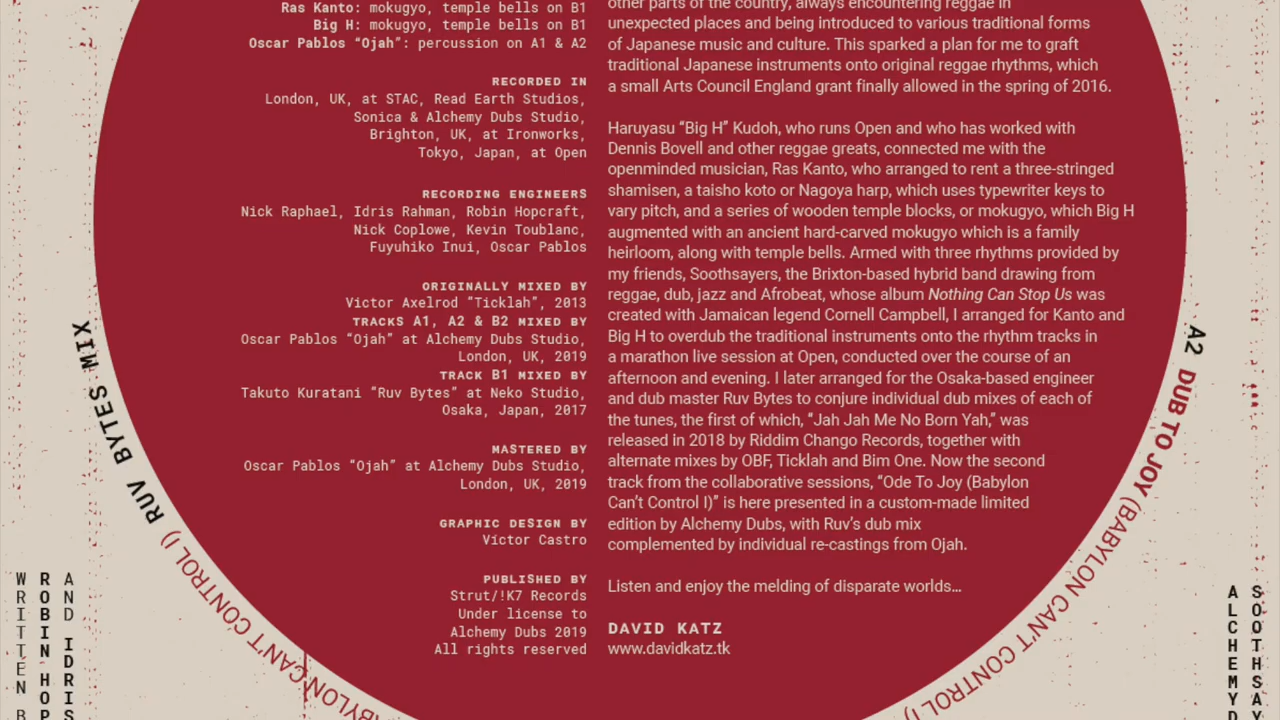 Ras Kanto: mokugyo, temple bells on B1
Big H: mokugyo, temple bells on B1
Oscar Pablos “Ojah”: percussion on A1 & A2
RECORDED IN
London, UK, at STAC, Read Earth Studios,
Sonica & Alchemy Dubs Studio,
Brighton, UK, at Ironworks,
Tokyo, Japan, at Open
RECORDING ENGINEERS
Nick Raphael, Idris Rahman, Robin Hopcraft,
Nick Coplowe, Kevin Toublanc,
Fuyuhiko Inui, Oscar Pablos
ORIGINALLY MIXED BY
Victor Axelrod “Ticklah”, 2013
TRACKS A1, A2 & B2 MIXED BY
Oscar Pablos “Ojah” at Alchemy Dubs Studio,
London, UK, 2019
TRACK B1 MIXED BY
Takuto Kuratani “Ruv Bytes” at Neko Studio,
Osaka, Japan, 2017
MASTERED BY
Oscar Pablos “Ojah” at Alchemy Dubs Studio,
London, UK, 2019
GRAPHIC DESIGN BY
Víctor Castro
PUBLISHED BY
Strut/!K7 Records
Under license to
Alchemy Dubs 2019
All rights reserved
other parts of the country, always encountering reggae in
unexpected places and being introduced to various traditional forms
of Japanese music and culture. This sparked a plan for me to graft
traditional Japanese instruments onto original reggae rhythms, which
a small Arts Council England grant finally allowed in the spring of 2016.
Haruyasu “Big H” Kudoh, who runs Open and who has worked with
Dennis Bovell and other reggae greats, connected me with the
openminded musician, Ras Kanto, who arranged to rent a three-stringed
shamisen, a taisho koto or Nagoya harp, which uses typewriter keys to
vary pitch, and a series of wooden temple blocks, or mokugyo, which Big H
augmented with an ancient hard-carved mokugyo which is a family
heirloom, along with temple bells. Armed with three rhythms provided by
my friends, Soothsayers, the Brixton-based hybrid band drawing from
reggae, dub, jazz and Afrobeat, whose album Nothing Can Stop Us was
created with Jamaican legend Cornell Campbell, I arranged for Kanto and
Big H to overdub the traditional instruments onto the rhythm tracks in
a marathon live session at Open, conducted over the course of an
afternoon and evening. I later arranged for the Osaka-based engineer
and dub master Ruv Bytes to conjure individual dub mixes of each of
the tunes, the first of which, “Jah Jah Me No Born Yah,” was
released in 2018 by Riddim Chango Records, together with
alternate mixes by OBF, Ticklah and Bim One. Now the second
track from the collaborative sessions, “Ode To Joy (Babylon
Can’t Control I)” is here presented in a custom-made limited
edition by Alchemy Dubs, with Ruv’s dub mix
complemented by individual re-castings from Ojah.
Listen and enjoy the melding of disparate worlds…
DAVID KATZ
www.davidkatz.tk
A2 DUB TO JOY (BABYLON CAN’T CONTROL I)
BABYLON CAN’T CONTROL I) RUV BYTES MIX
WRITTEN B
ROBIN HOP
AND IDRIS
ALCHEMY D
SOOTHSAY